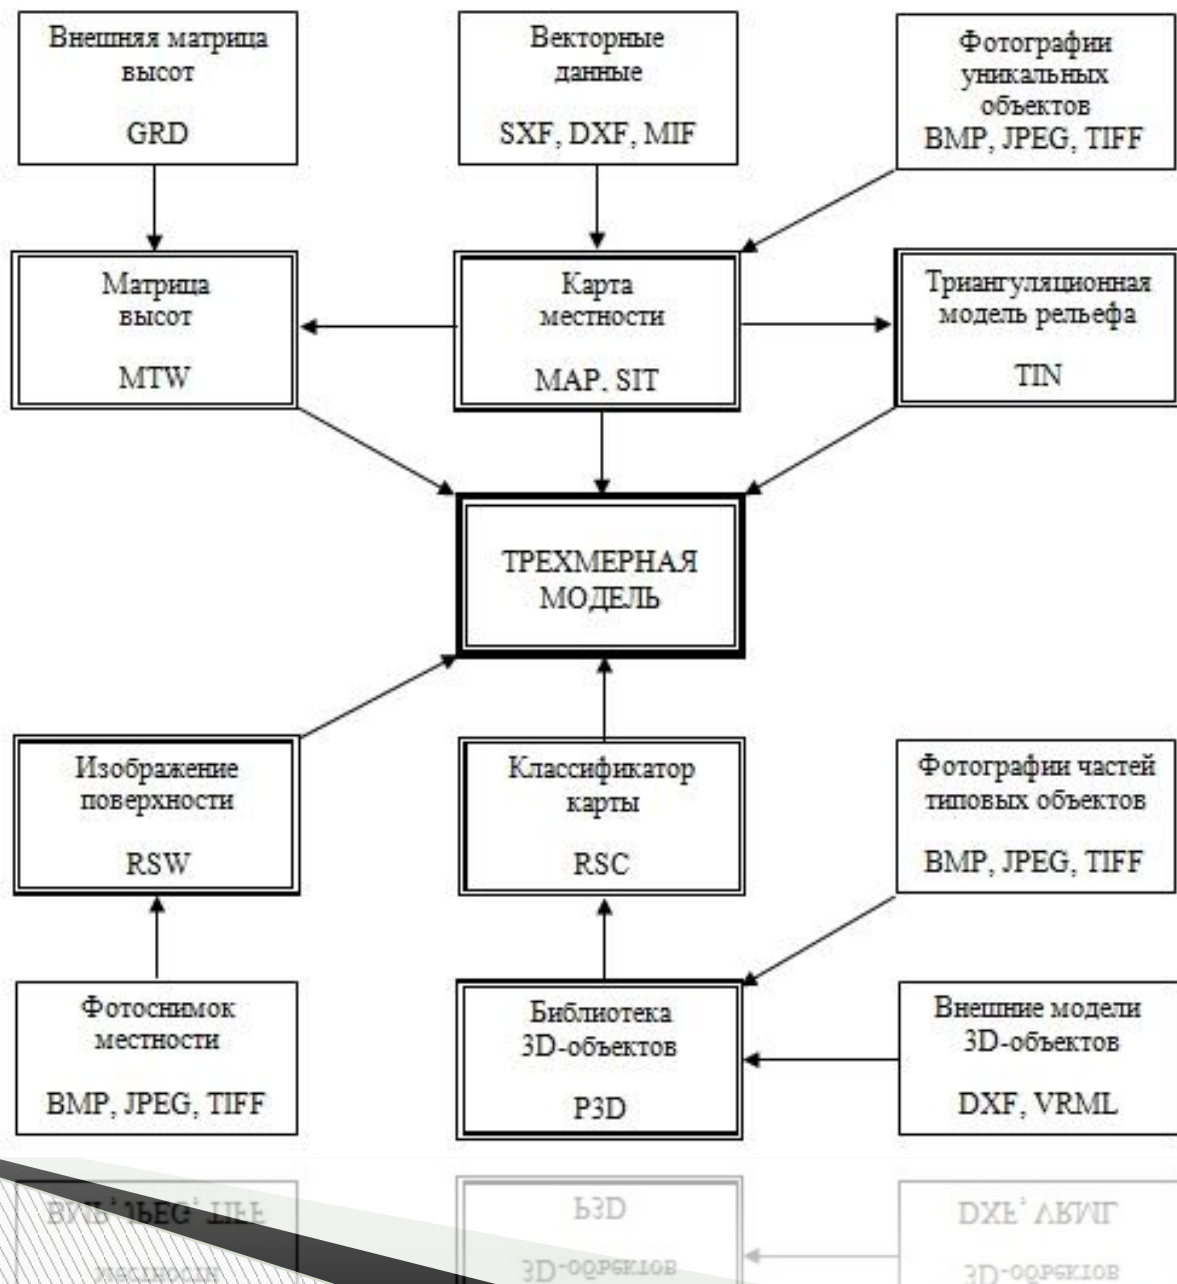 Внешняя матрица
высот
GRD
Векторные
данные
SXF, DXF, MIF
Фотографии
уникальных
объектов
BMP, JPEG, TIFF
Матрица
высот
MTW
Карта
местности
MAP, SIT
Триангуляционная
модель рельефа
TIN
ТРЕХМЕРНАЯ
МОДЕЛЬ
Изображение
поверхности
RSW
Классификатор
карты
RSC
Фотографии частей
типовых объектов
BMP, JPEG, TIFF
Фотоснимок
местности
BMP, JPEG, TIFF
Библиотека
3D-объектов
P3D
Внешние модели
3D-объектов
DXF, VRML